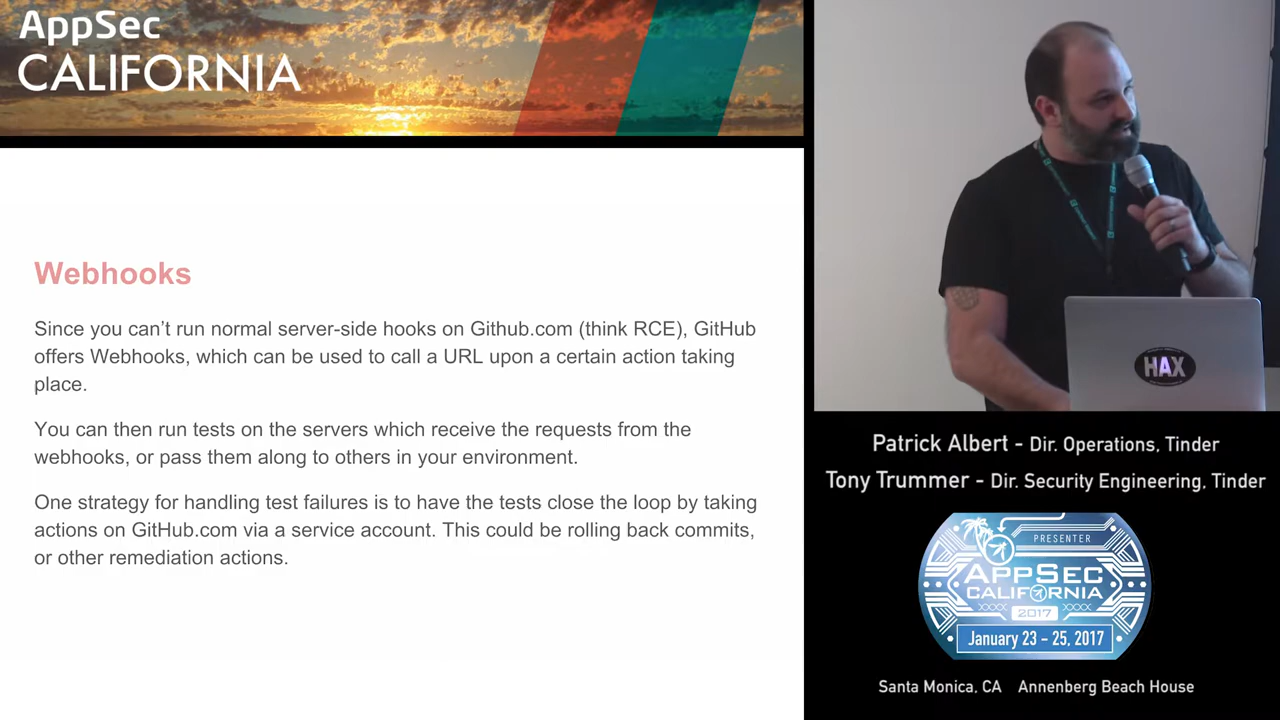 AppSec
CALIFORNIA
Webhooks
Since you can’t run normal server-side hooks on Github.com (think RCE), GitHub
offers Webhooks, which can be used to call a URL upon a certain action taking
place.
You can then run tests on the servers which receive the requests from the
webhooks, or pass them along to others in your environment.
One strategy for handling test failures is to have the tests close the loop by taking
actions on GitHub.com via a service account. This could be rolling back commits,
or other remediation actions.
HAX
Patrick Albert - Dir. Operations, Tinder
Tony Trummer - Dir. Security Engineering, Tinder
PRESENTER
APPSEC
CALIFORNIA
2017
January 23 - 25, 2017
Santa Monica, CA Annenberg Beach House